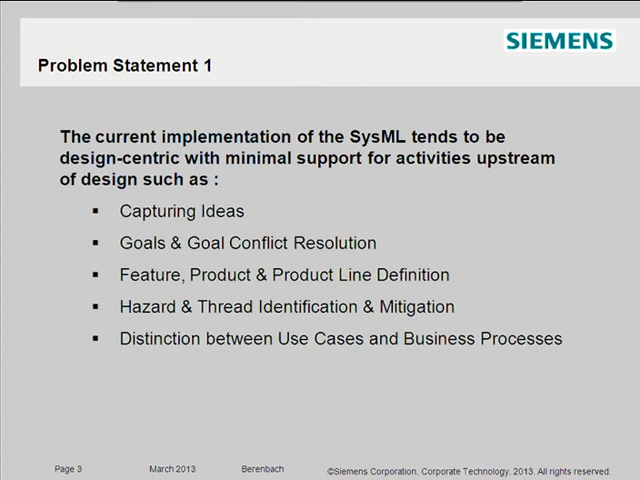 SIEMENS
Problem Statement 1
The current implementation of the SysML tends to be
design-centric with minimal support for activities upstream
of design such as :
▪ Capturing Ideas
▪ Goals & Goal Conflict Resolution
▪ Feature, Product & Product Line Definition
▪ Hazard & Thread Identification & Mitigation
▪ Distinction between Use Cases and Business Processes
Page 3 March 2013 Berenbach ©Siemens Corporation, Corporate Technology, 2013. All rights reserved.